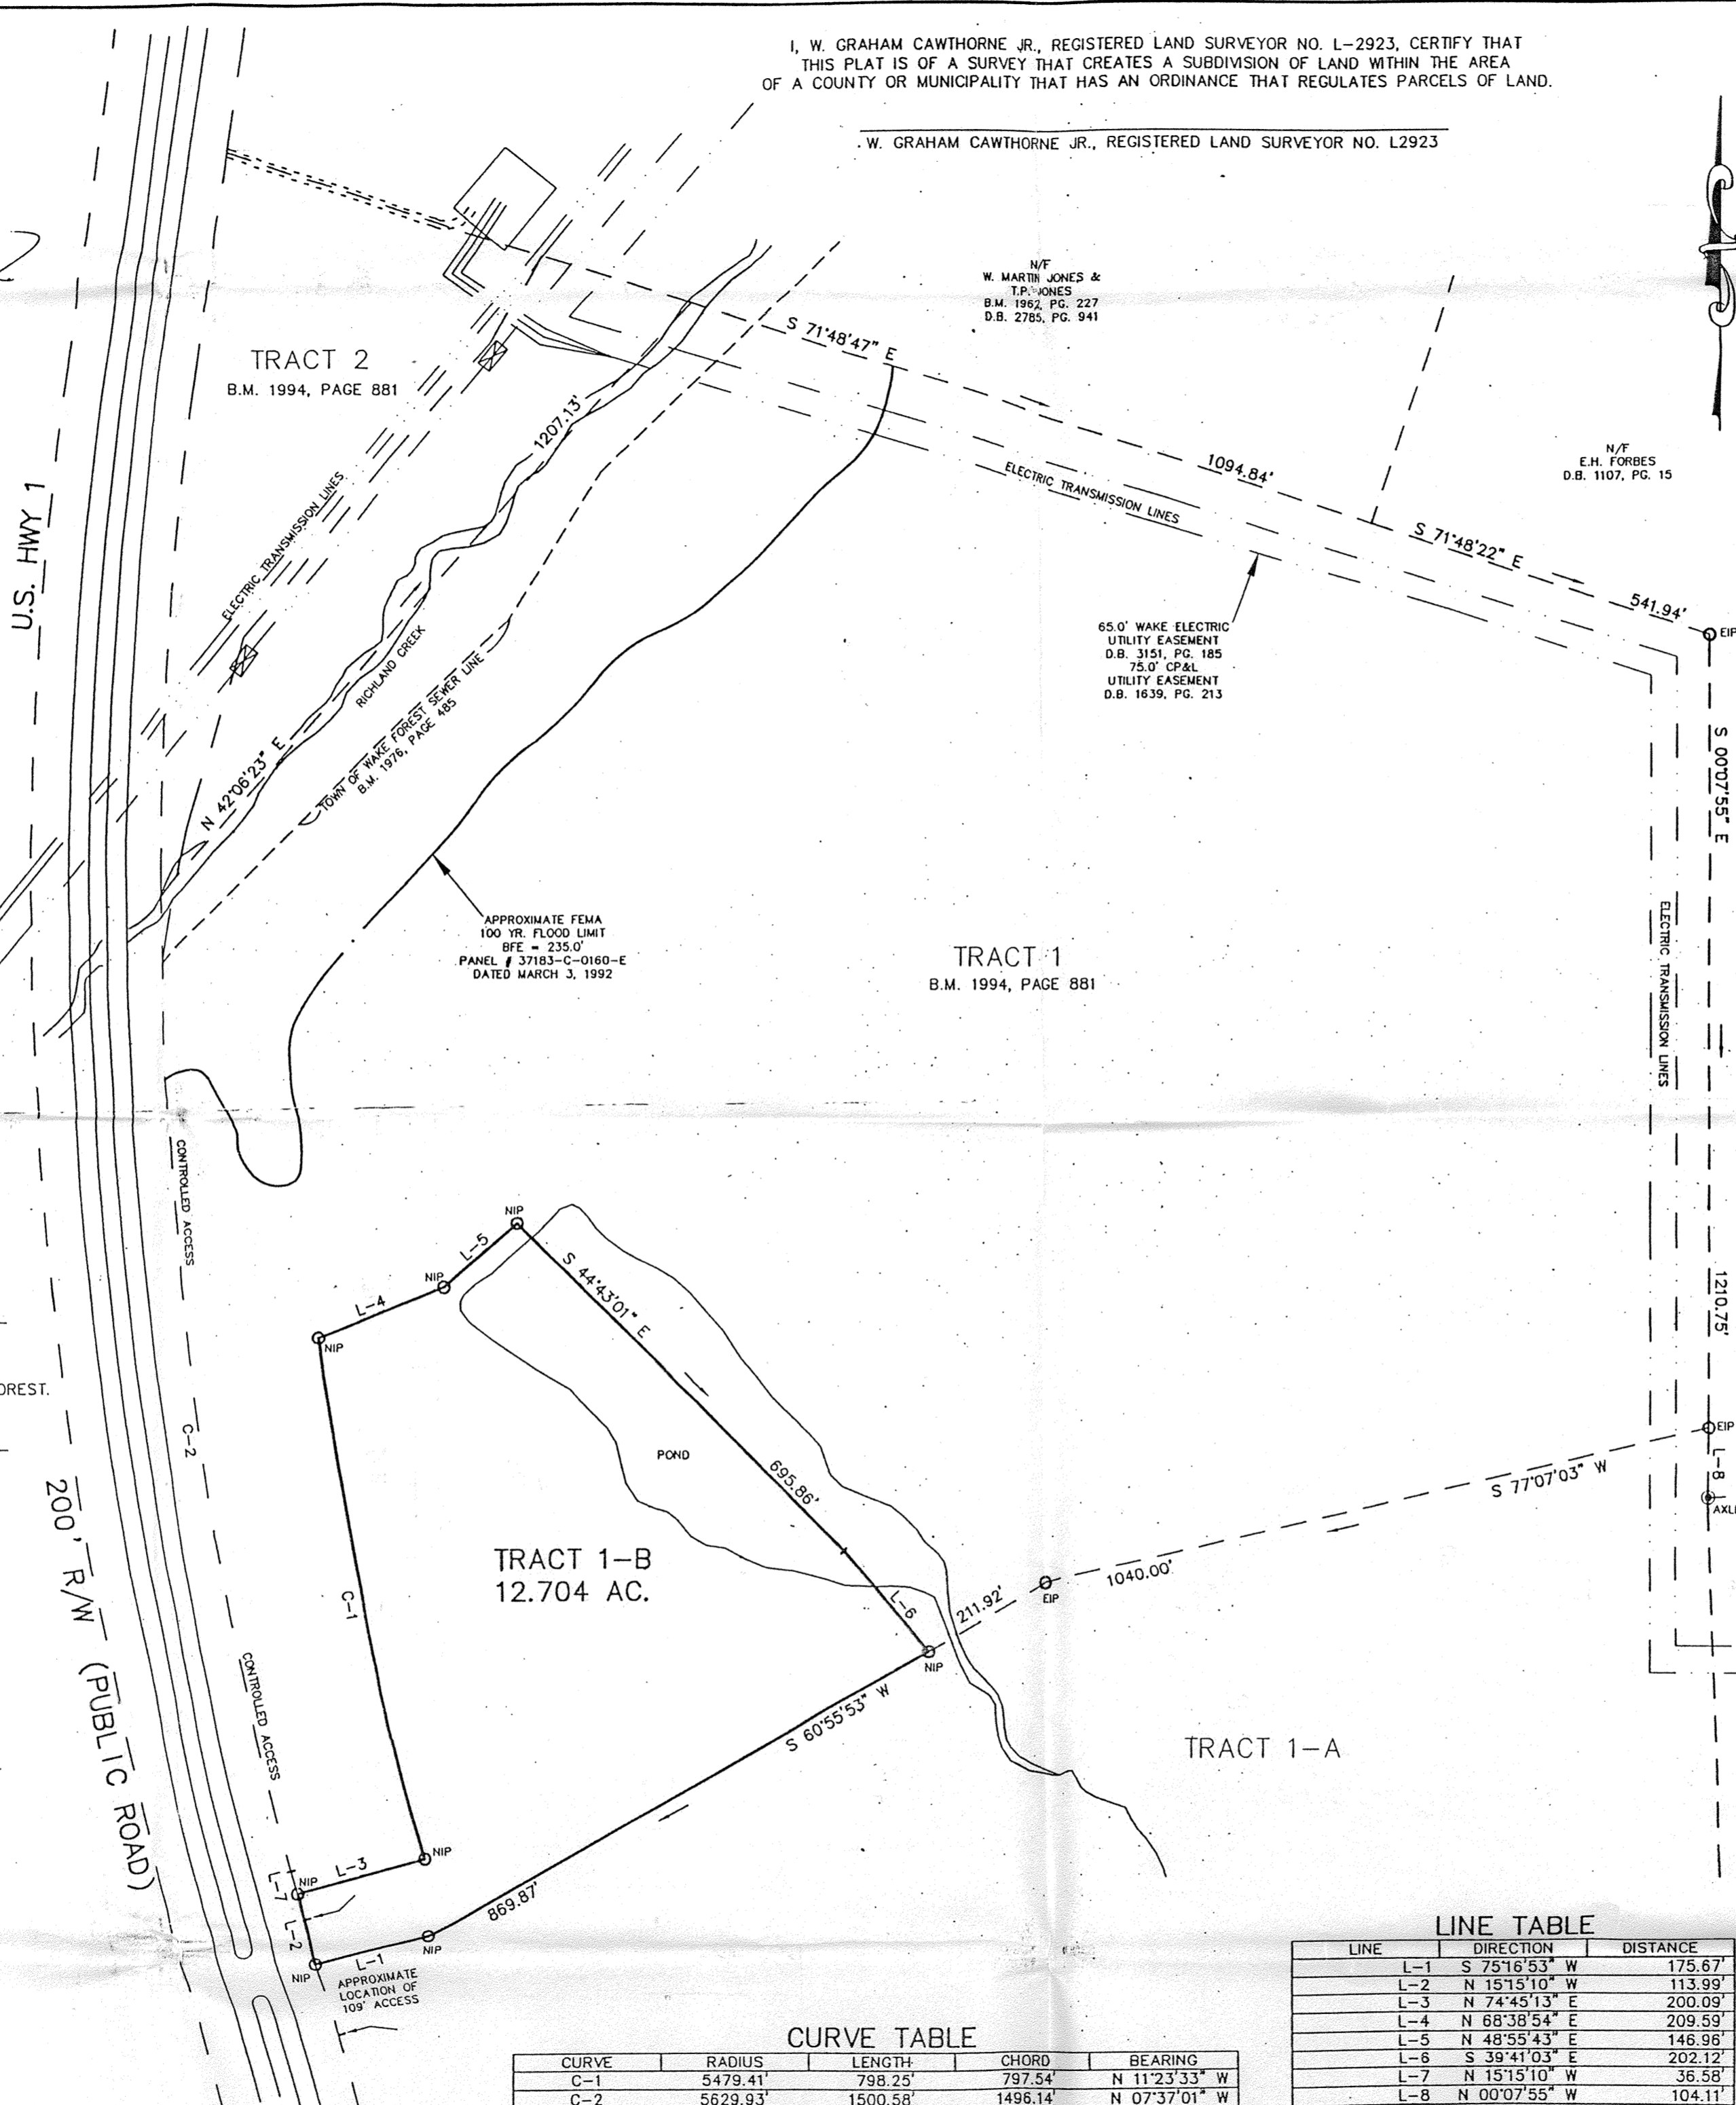 I, W. GRAHAM CAWTHORNE JR., REGISTERED LAND SURVEYOR NO. L-2923, CERTIFY THAT
THIS PLAT IS OF A SURVEY THAT CREATES A SUBDIVISION OF LAND WITHIN THE AREA
OF A COUNTY OR MUNICIPALITY THAT HAS AN ORDINANCE THAT REGULATES PARCELS OF LAND.
W. GRAHAM CAWTHORNE JR., REGISTERED LAND SURVEYOR NO. L2923
N/F
W. MARTIN JONES &
T.P. JONES
B.M. 1962, PG. 227
D.B. 2785, PG. 941
S 71°48'47" E
TRACT 2
B.M. 1994, PAGE 881
1207.13'
1094.84'
ELECTRIC TRANSMISSION LINES
N/F
E.H. FORBES
D.B. 1107, PG. 15
U.S. HWY 1
ELECTRIC TRANSMISSION LINES
S 71°48'22" E
541.94'
EIP
65.0' WAKE ELECTRIC
UTILITY EASEMENT
D.B. 3151, PG. 185
75.0' CP&L
UTILITY EASEMENT
D.B. 1639, PG. 213
RICHLAND CREEK
TOWN OF WAKE FOREST SEWER LINE
B.M. 1976, PAGE 485
N 42°06'23" E
S 00°07'55" E
APPROXIMATE FEMA
100 YR. FLOOD LIMIT
BFE = 235.0'
PANEL # 37183-C-0160-E
DATED MARCH 3, 1992
TRACT 1
B.M. 1994, PAGE 881
ELECTRIC TRANSMISSION LINES
CONTROLLED ACCESS
NIP
L-5
NIP
L-4
NIP
S 44°43'01" E
1210.75'
OREST.
C-2
POND
695.86'
EIP
L-8
S 77°07'03" W
200' R/W (PUBLIC ROAD)
TRACT 1-B
12.704 AC.
C-1
L-6
211.92'
EIP
1040.00'
NIP
CONTROLLED ACCESS
S 60°55'53" W
TRACT 1-A
NIP
L-3
NIP
L-7
L-2
869.87'
NIP
L-1
NIP
APPROXIMATE
LOCATION OF
109' ACCESS
LINE TABLE
LINE DIRECTION DISTANCE
L-1 S 75°16'53" W 175.67'
L-2 N 15°15'10" W 113.99'
L-3 N 74°45'13" E 200.09'
L-4 N 68°38'54" E 209.59'
L-5 N 48°55'43" E 146.96'
L-6 S 39°41'03" E 202.12'
L-7 N 15°15'10" W 36.58'
L-8 N 00°07'55" W 104.11'
CURVE TABLE
CURVE RADIUS LENGTH CHORD BEARING
C-1 5479.41' 798.25' 797.54' N 11°23'33" W
C-2 5629.93' 1500.58' 1496.14' N 07°37'01" W